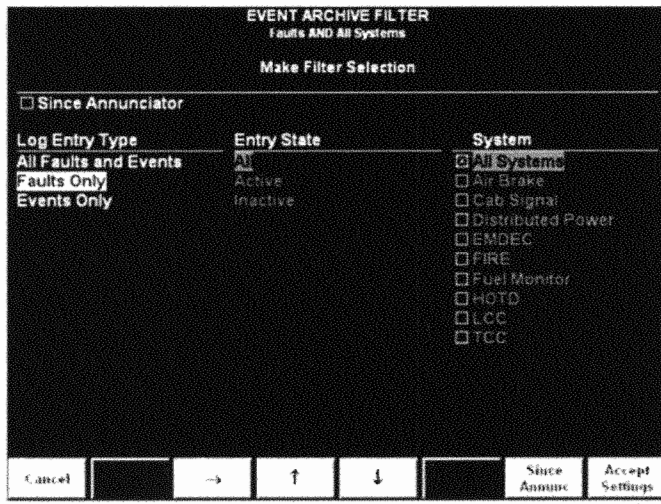 EVENT ARCHIVE FILTER
Faults AND All Systems
Make Filter Selection
Since Annunciator
Log Entry Type
All Faults and Events
Faults Only
Events Only
Entry State
All
Active
Inactive
System
All Systems
Air Brake
Cab Signal
Distributed Power
EMDEC
FIRE
Fuel Monitor
HOTD
LCC
TCC
Cancel
→
↑
↓
Since
Annunc
Accept
Settings